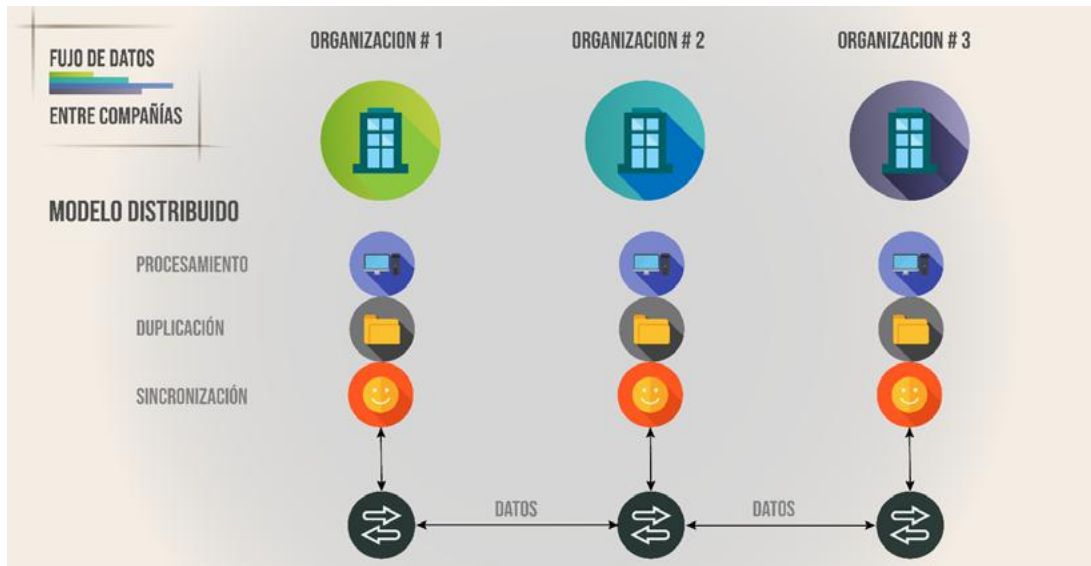 FUJO DE DATOS
ENTRE COMPAÑÍAS
ORGANIZACION # 1
ORGANIZACION # 2
ORGANIZACION # 3
MODELO DISTRIBUIDO
PROCESAMIENTO
DUPLICACIÓN
SINCRONIZACIÓN
DATOS
DATOS